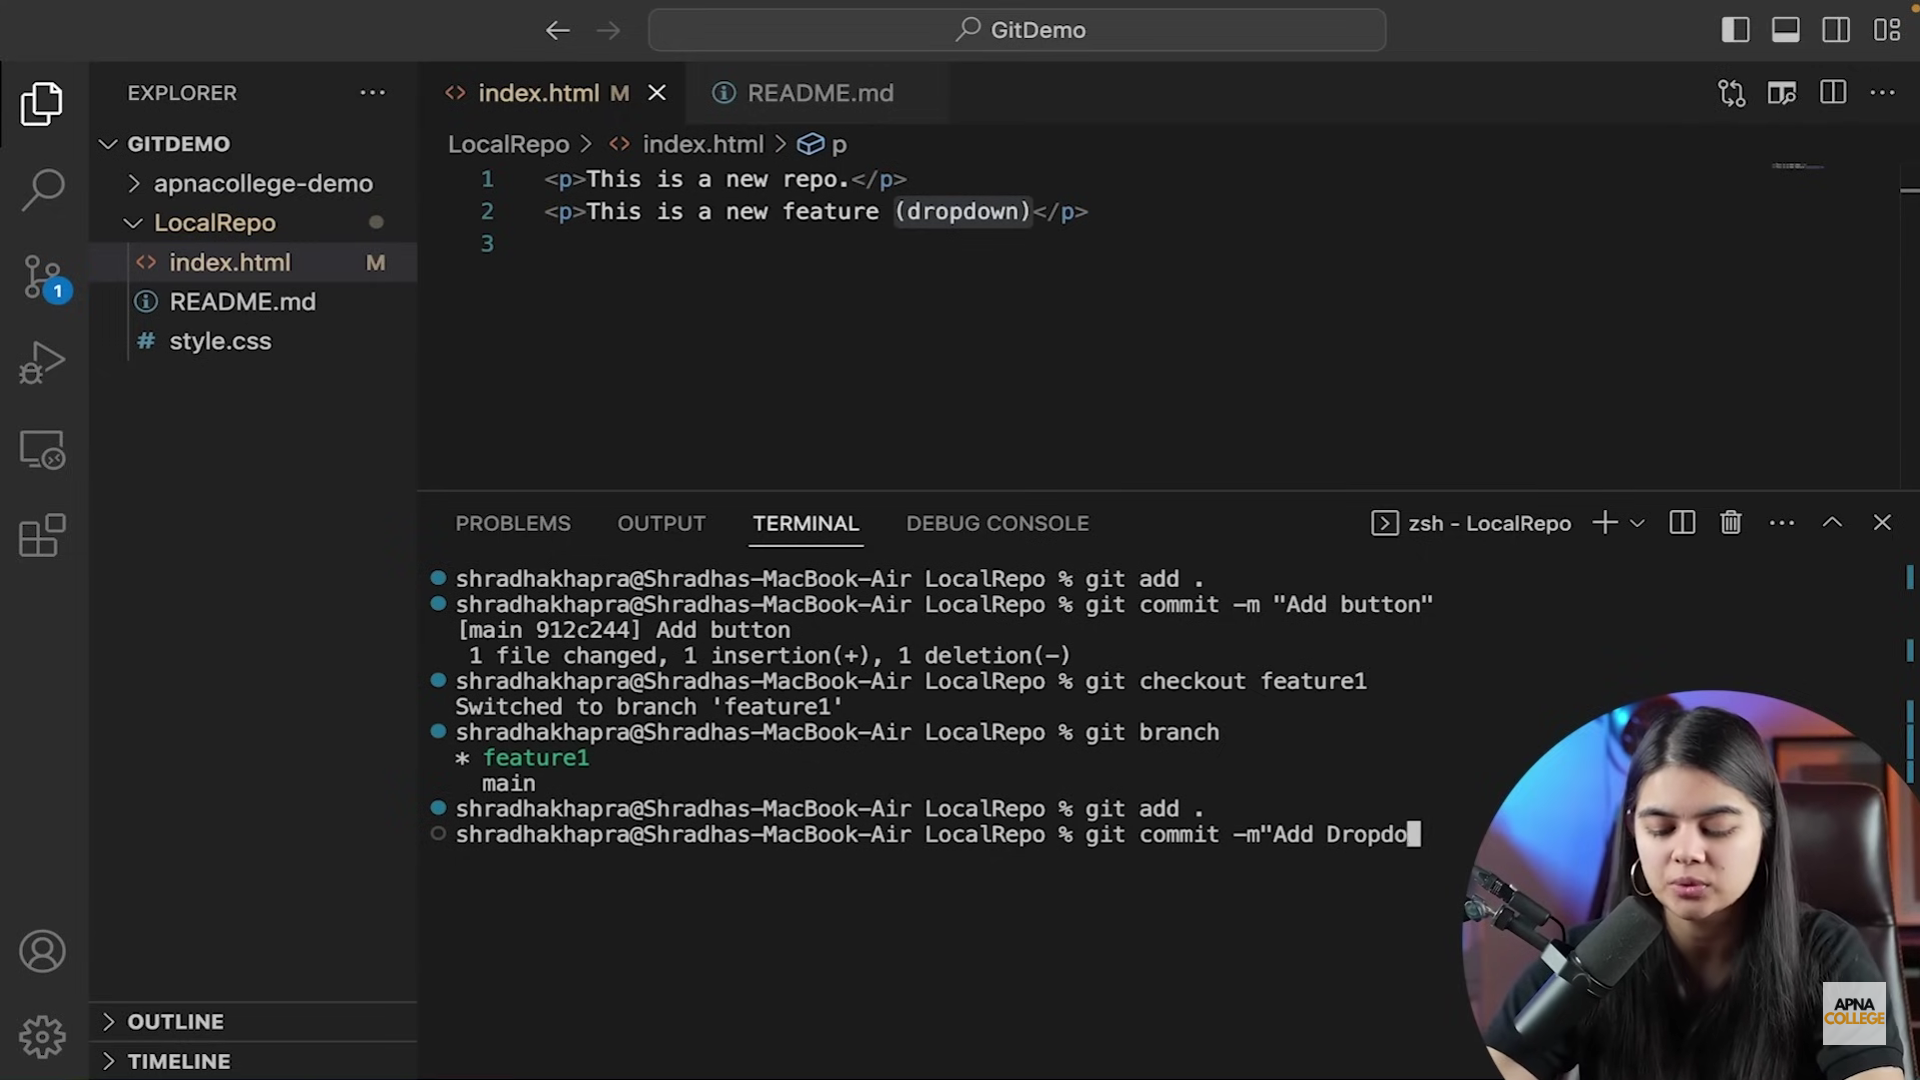 GitDemo
EXPLORER
index.html M
README.md
GITDEMO
apnacollege-demo
LocalRepo
index.html M
README.md
style.css
1
LocalRepo > index.html > p
1 <p>This is a new repo.</p>
2 <p>This is a new feature (dropdown)</p>
3
PROBLEMS OUTPUT TERMINAL DEBUG CONSOLE
zsh - LocalRepo
shradhakhapra@Shradhas-MacBook-Air LocalRepo % git add .
shradhakhapra@Shradhas-MacBook-Air LocalRepo % git commit -m "Add button"
[main 912c244] Add button
1 file changed, 1 insertion(+), 1 deletion(-)
shradhakhapra@Shradhas-MacBook-Air LocalRepo % git checkout feature1
Switched to branch 'feature1'
shradhakhapra@Shradhas-MacBook-Air LocalRepo % git branch
* feature1
main
shradhakhapra@Shradhas-MacBook-Air LocalRepo % git add .
shradhakhapra@Shradhas-MacBook-Air LocalRepo % git commit -m"Add Dropdo
OUTLINE
TIMELINE
APNA
COLLEGE